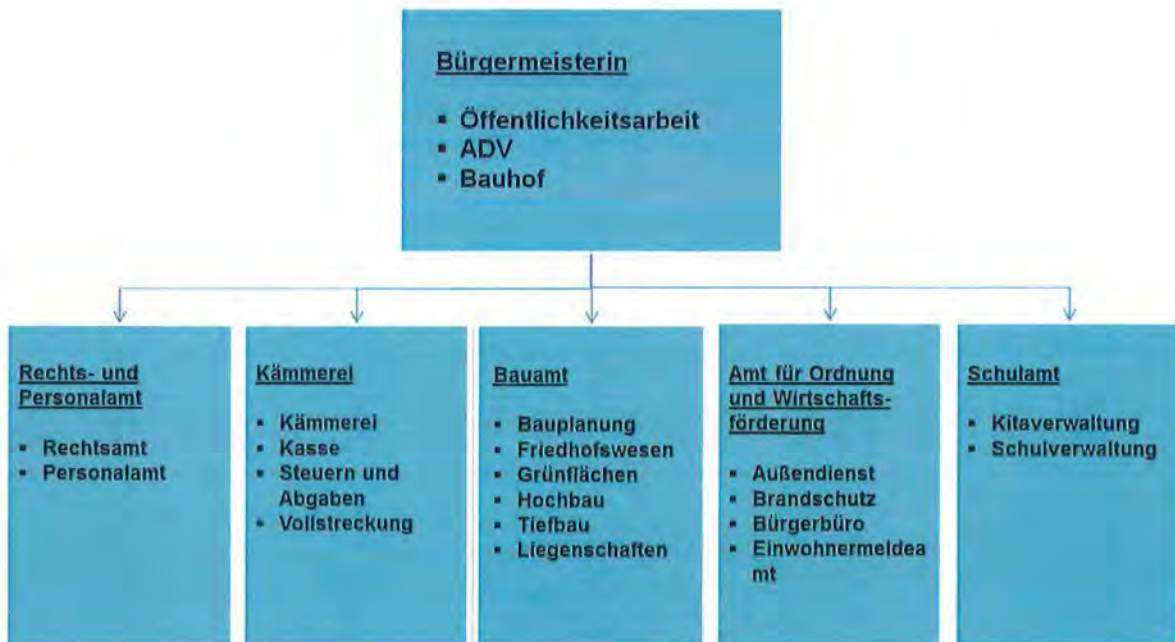 Bürgermeisterin
▪ Öffentlichkeitsarbeit
▪ ADV
▪ Bauhof
Rechts- und
Personalamt
▪ Rechtsamt
▪ Personalamt
Kämmerei
▪ Kämmerei
▪ Kasse
▪ Steuern und
Abgaben
▪ Vollstreckung
Bauamt
▪ Bauplanung
▪ Friedhofswesen
▪ Grünflächen
▪ Hochbau
▪ Tiefbau
▪ Liegenschaften
Amt für Ordnung
und Wirtschafts-
förderung
▪ Außendienst
▪ Brandschutz
▪ Bürgerbüro
▪ Einwohnermeldea
mt
Schulamt
▪ Kitaverwaltung
▪ Schulverwaltung